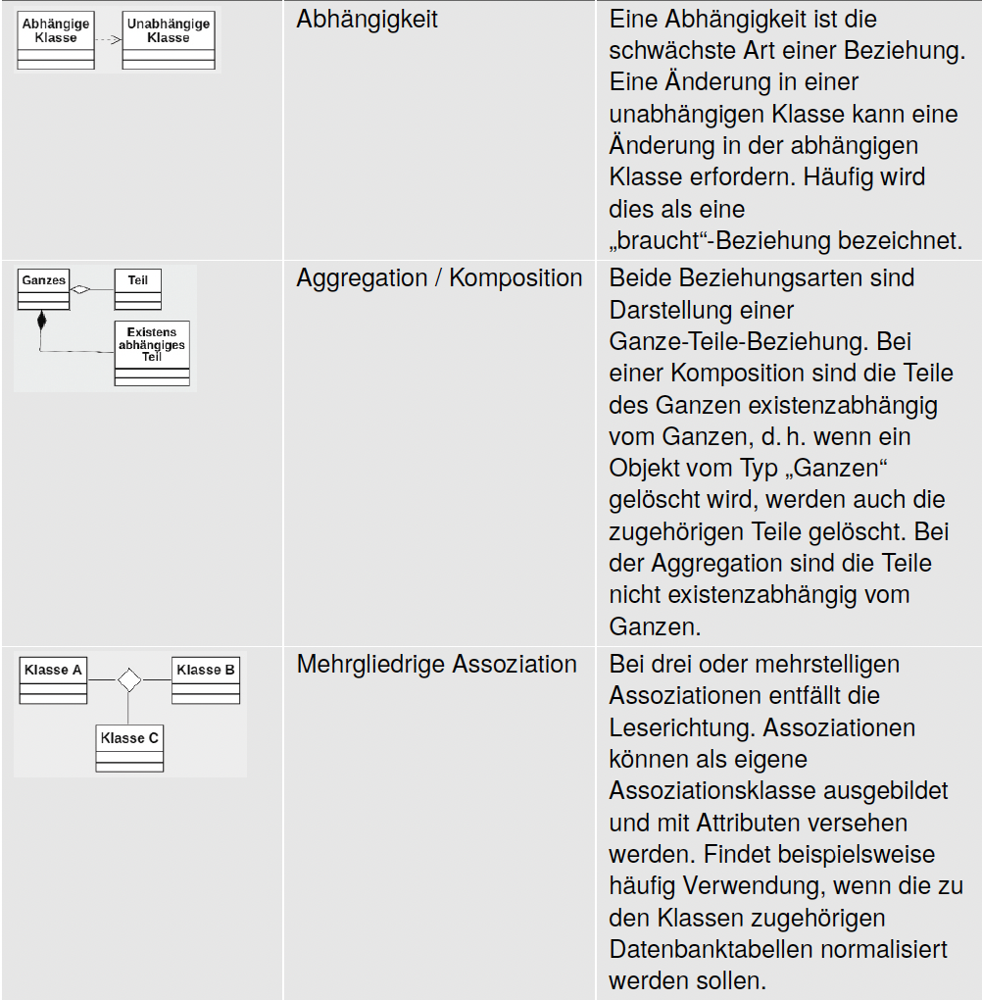 Abhängige
Klasse
Unabhängige
Klasse
Abhängigkeit
Eine Abhängigkeit ist die
schwächste Art einer Beziehung.
Eine Änderung in einer
unabhängigen Klasse kann eine
Änderung in der abhängigen
Klasse erfordern. Häufig wird
dies als eine
„braucht“-Beziehung bezeichnet.
Ganzes
Teil
Existens
abhängiges
Teil
Aggregation / Komposition
Beide Beziehungsarten sind
Darstellung einer
Ganze-Teile-Beziehung. Bei
einer Komposition sind die Teile
des Ganzen existenzabhängig
vom Ganzen, d. h. wenn ein
Objekt vom Typ „Ganzen“
gelöscht wird, werden auch die
zugehörigen Teile gelöscht. Bei
der Aggregation sind die Teile
nicht existenzabhängig vom
Ganzen.
Klasse A
Klasse B
Klasse C
Mehrgliedrige Assoziation
Bei drei oder mehrstelligen
Assoziationen entfällt die
Leserichtung. Assoziationen
können als eigene
Assoziationsklasse ausgebildet
und mit Attributen versehen
werden. Findet beispielsweise
häufig Verwendung, wenn die zu
den Klassen zugehörigen
Datenbanktabellen normalisiert
werden sollen.